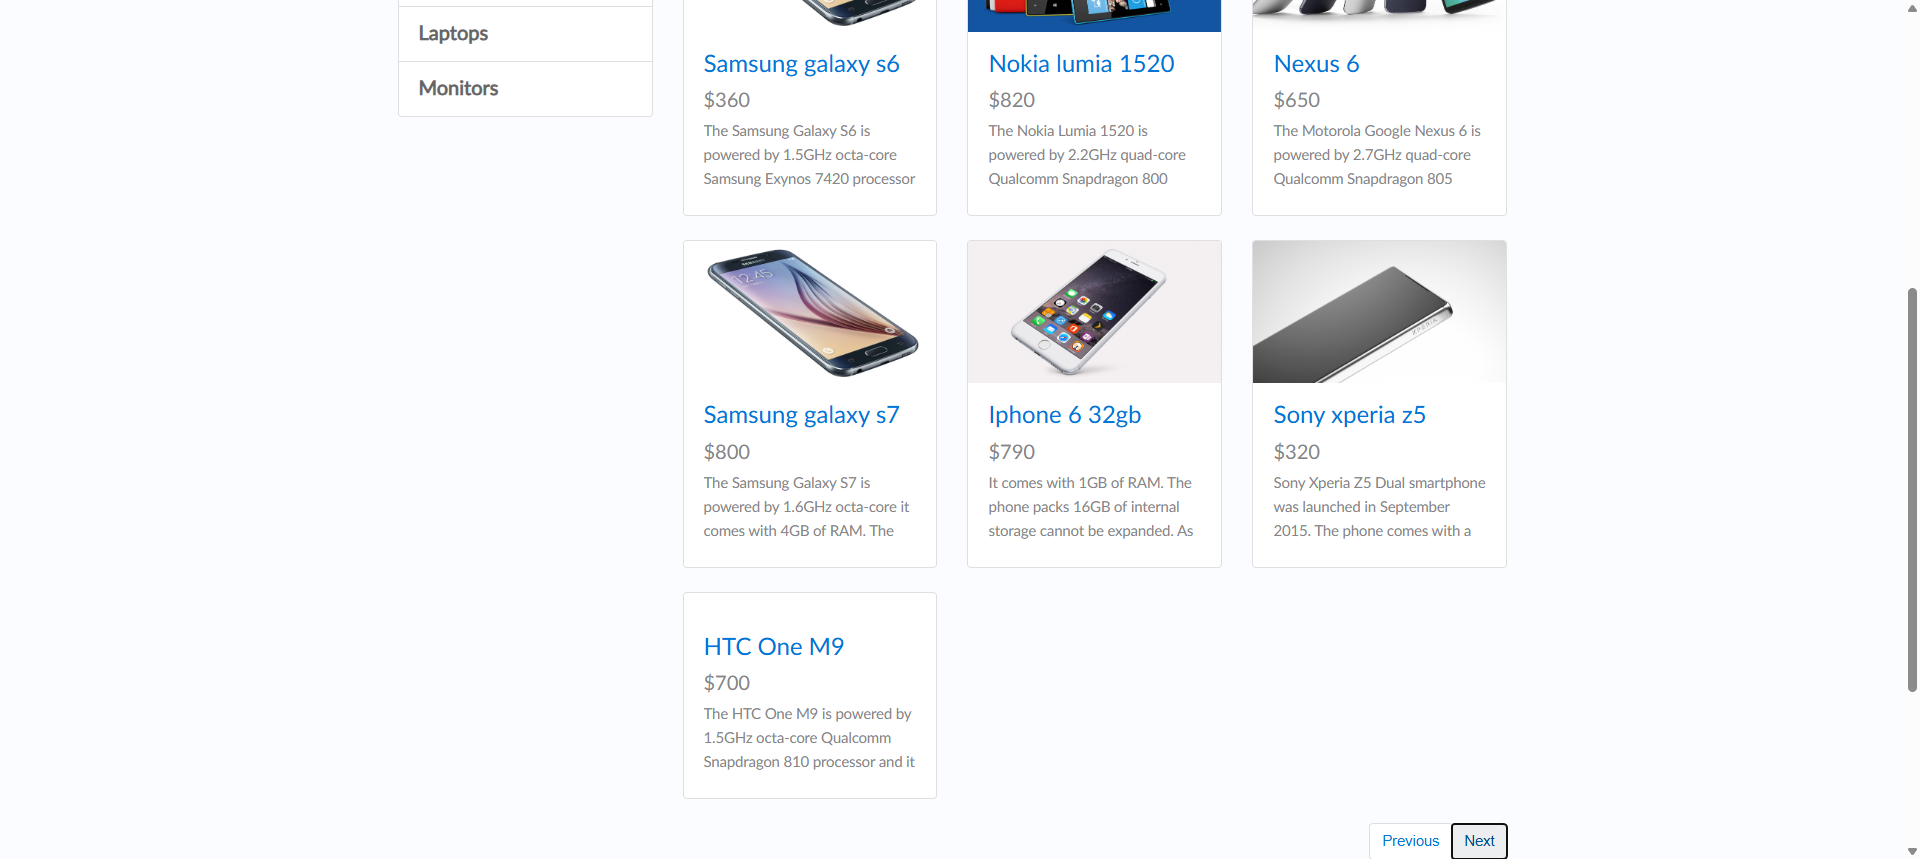 Laptops
Monitors
Samsung galaxy s6
$360
The Samsung Galaxy S6 is
powered by 1.5GHz octa-core
Samsung Exynos 7420 processor
Nokia lumia 1520
$820
The Nokia Lumia 1520 is
powered by 2.2GHz quad-core
Qualcomm Snapdragon 800
Nexus 6
$650
The Motorola Google Nexus 6 is
powered by 2.7GHz quad-core
Qualcomm Snapdragon 805
SAMSUNG
12:45
Samsung galaxy s7
$800
The Samsung Galaxy S7 is
powered by 1.6GHz octa-core it
comes with 4GB of RAM. The
Iphone 6 32gb
$790
It comes with 1GB of RAM. The
phone packs 16GB of internal
storage cannot be expanded. As
XPERIA
Sony xperia z5
$320
Sony Xperia Z5 Dual smartphone
was launched in September
2015. The phone comes with a
HTC One M9
$700
The HTC One M9 is powered by
1.5GHz octa-core Qualcomm
Snapdragon 810 processor and it
Previous
Next